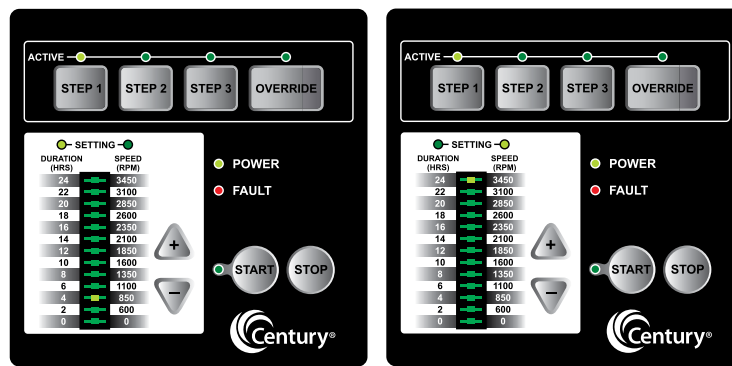 ACTIVE
STEP 1 STEP 2 STEP 3 OVERRIDE
SETTING
DURATION (HRS) SPEED (RPM)
24 3450
22 3100
20 2850
18 2600
16 2350
14 2100
12 1850
10 1600
8 1350
6 1100
4 850
2 600
0 0
POWER
FAULT
+
−
START STOP
Century®
ACTIVE
STEP 1 STEP 2 STEP 3 OVERRIDE
SETTING
DURATION (HRS) SPEED (RPM)
24 3450
22 3100
20 2850
18 2600
16 2350
14 2100
12 1850
10 1600
8 1350
6 1100
4 850
2 600
0 0
POWER
FAULT
+
−
START STOP
Century®